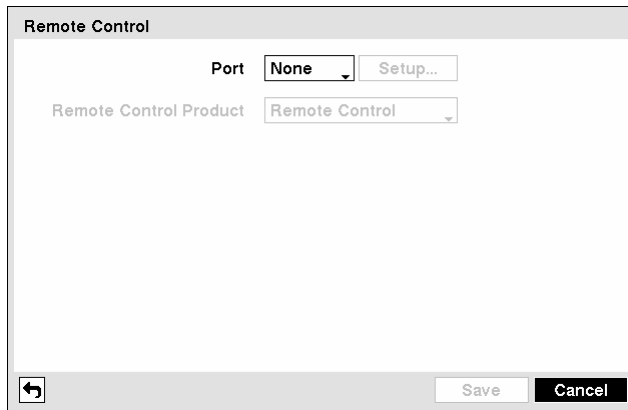 Remote Control
Port None Setup...
Remote Control Product Remote Control
Save Cancel